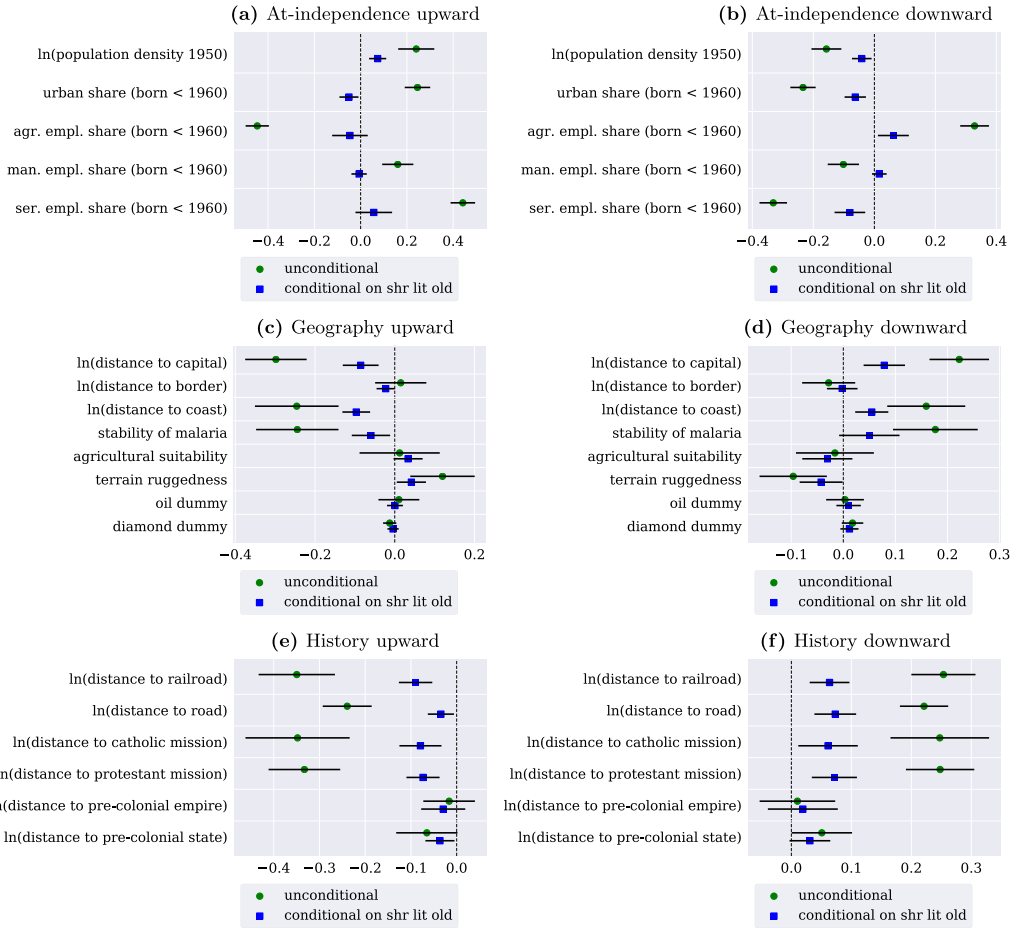 (a) At-independence upward
ln(population density 1950)
urban share (born < 1960)
agr. empl. share (born < 1960)
man. empl. share (born < 1960)
ser. empl. share (born < 1960)
−0.4 −0.2 0.0 0.2 0.4
unconditional
conditional on shr lit old
(b) At-independence downward
ln(population density 1950)
urban share (born < 1960)
agr. empl. share (born < 1960)
man. empl. share (born < 1960)
ser. empl. share (born < 1960)
−0.4 −0.2 0.0 0.2 0.4
unconditional
conditional on shr lit old
(c) Geography upward
ln(distance to capital)
ln(distance to border)
ln(distance to coast)
stability of malaria
agricultural suitability
terrain ruggedness
oil dummy
diamond dummy
−0.4 −0.2 0.0 0.2
unconditional
conditional on shr lit old
(d) Geography downward
ln(distance to capital)
ln(distance to border)
ln(distance to coast)
stability of malaria
agricultural suitability
terrain ruggedness
oil dummy
diamond dummy
−0.1 0.0 0.1 0.2 0.3
unconditional
conditional on shr lit old
(e) History upward
ln(distance to railroad)
ln(distance to road)
ln(distance to catholic mission)
n(distance to protestant mission)
(distance to pre-colonial empire)
ln(distance to pre-colonial state)
−0.4 −0.3 −0.2 −0.1 0.0
unconditional
conditional on shr lit old
(f) History downward
ln(distance to railroad)
ln(distance to road)
ln(distance to catholic mission)
ln(distance to protestant mission)
ln(distance to pre-colonial empire)
ln(distance to pre-colonial state)
0.0 0.1 0.2 0.3
unconditional
conditional on shr lit old